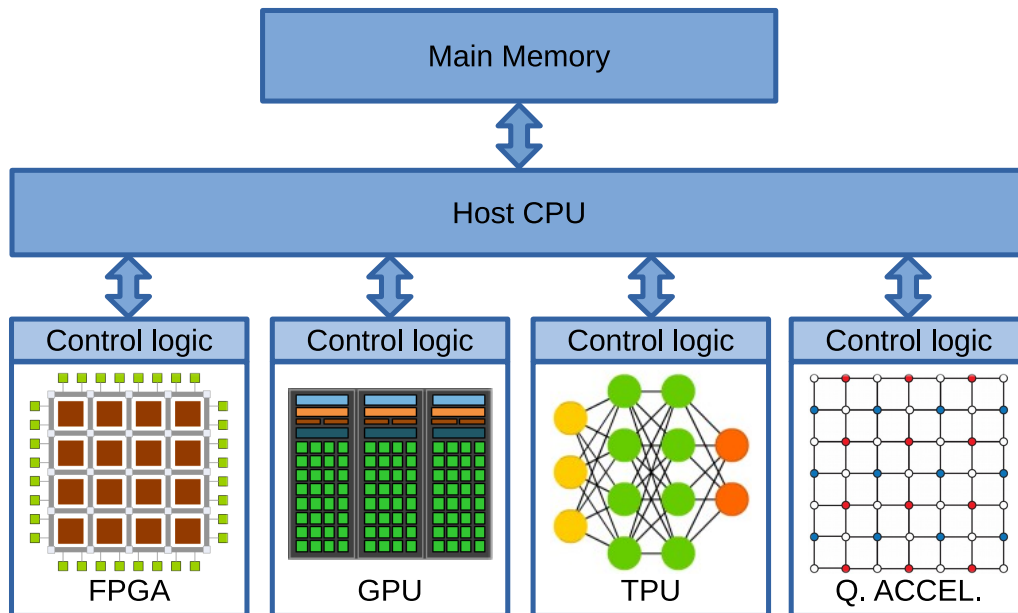 Main Memory
Host CPU
Control logic
Control logic
Control logic
Control logic
FPGA
GPU
TPU
Q. ACCEL.